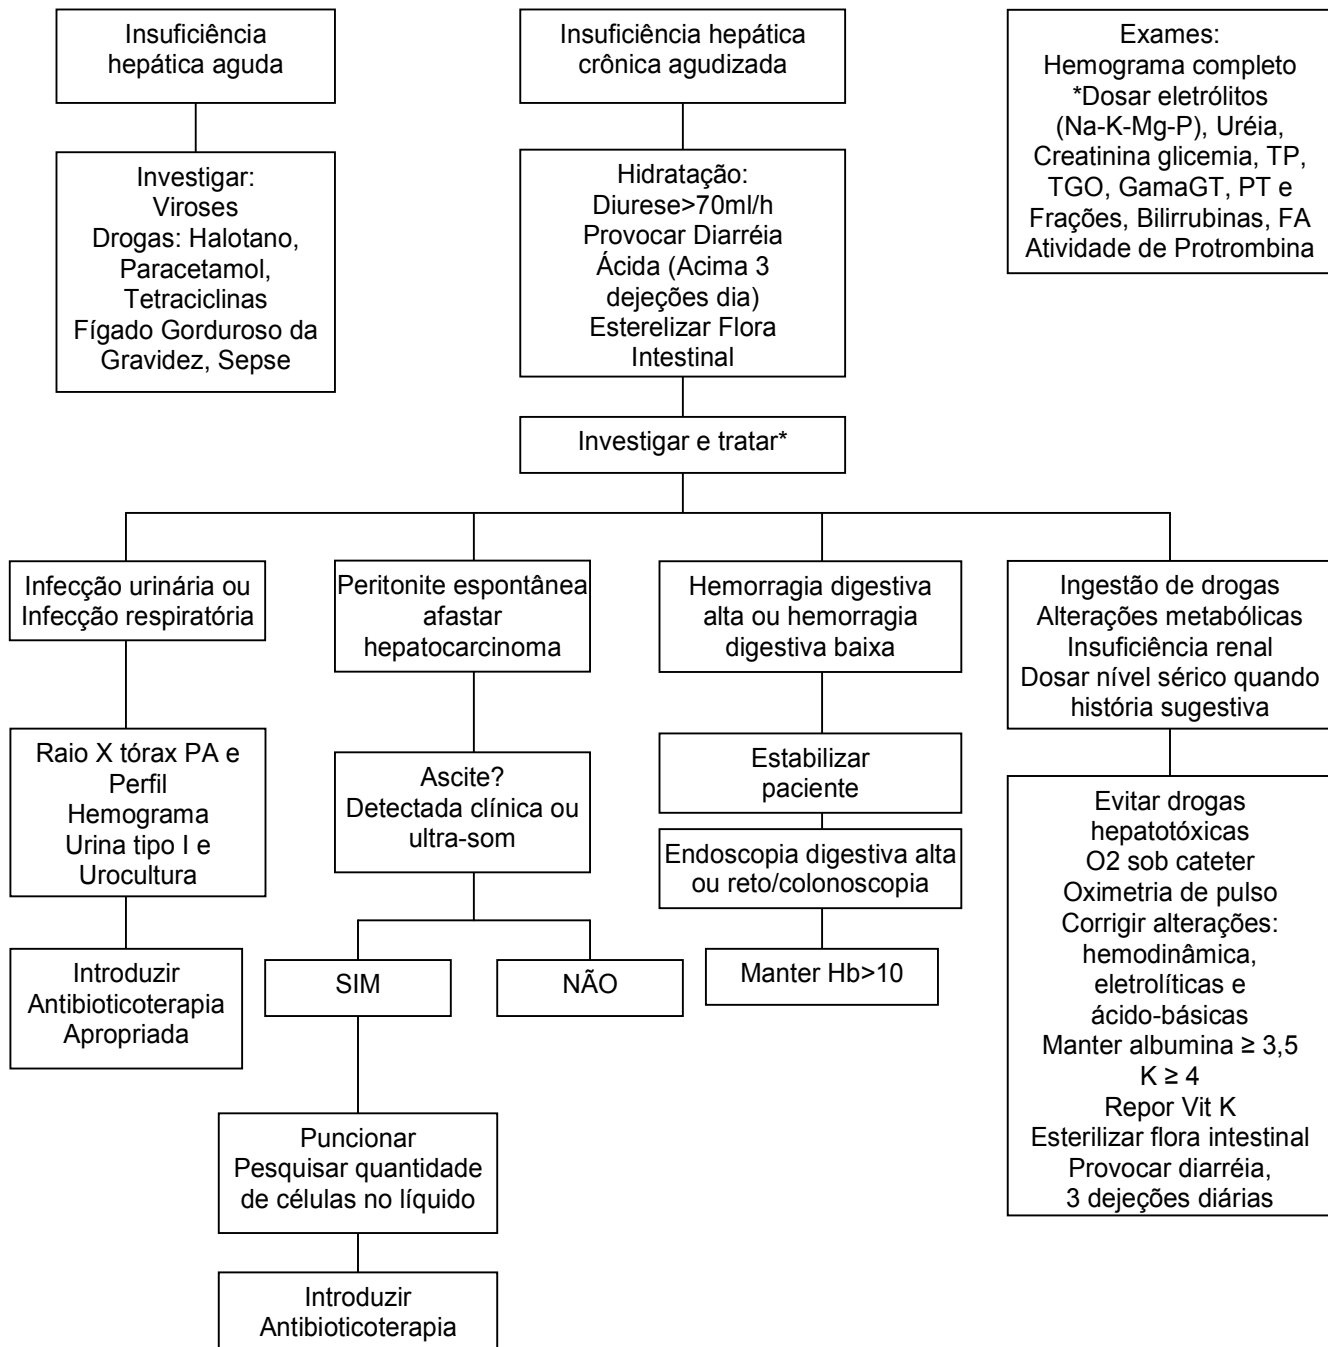 Insuficiência
hepática aguda
Insuficiência hepática
crônica agudizada
Exames:
Hemograma completo
*Dosar eletrólitos
(Na-K-Mg-P), Uréia,
Creatinina glicemia, TP,
TGO, GamaGT, PT e
Frações, Bilirrubinas, FA
Atividade de Protrombina
Investigar:
Viroses
Drogas: Halotano,
Paracetamol,
Tetraciclinas
Fígado Gorduroso da
Gravidez, Sepse
Hidratação:
Diurese>70ml/h
Provocar Diarréia
Ácida (Acima 3
dejeções dia)
Esterelizar Flora
Intestinal
Investigar e tratar*
Infecção urinária ou
Infecção respiratória
Peritonite espontânea
afastar
hepatocarcinoma
Hemorragia digestiva
alta ou hemorragia
digestiva baixa
Ingestão de drogas
Alterações metabólicas
Insuficiência renal
Dosar nível sérico quando
história sugestiva
Raio X tórax PA e
Perfil
Hemograma
Urina tipo I e
Urocultura
Ascite?
Detectada clínica ou
ultra-som
Estabilizar
paciente
Endoscopia digestiva alta
ou reto/colonoscopia
Manter Hb>10
Evitar drogas
hepatotóxicas
O2 sob cateter
Oximetria de pulso
Corrigir alterações:
hemodinâmica,
eletrolíticas e
ácido-básicas
Manter albumina ≥ 3,5
K ≥ 4
Repor Vit K
Esterilizar flora intestinal
Provocar diarréia,
3 dejeções diárias
Introduzir
Antibioticoterapia
Apropriada
SIM
NÃO
Puncionar
Pesquisar quantidade
de células no líquido
Introduzir
Antibioticoterapia